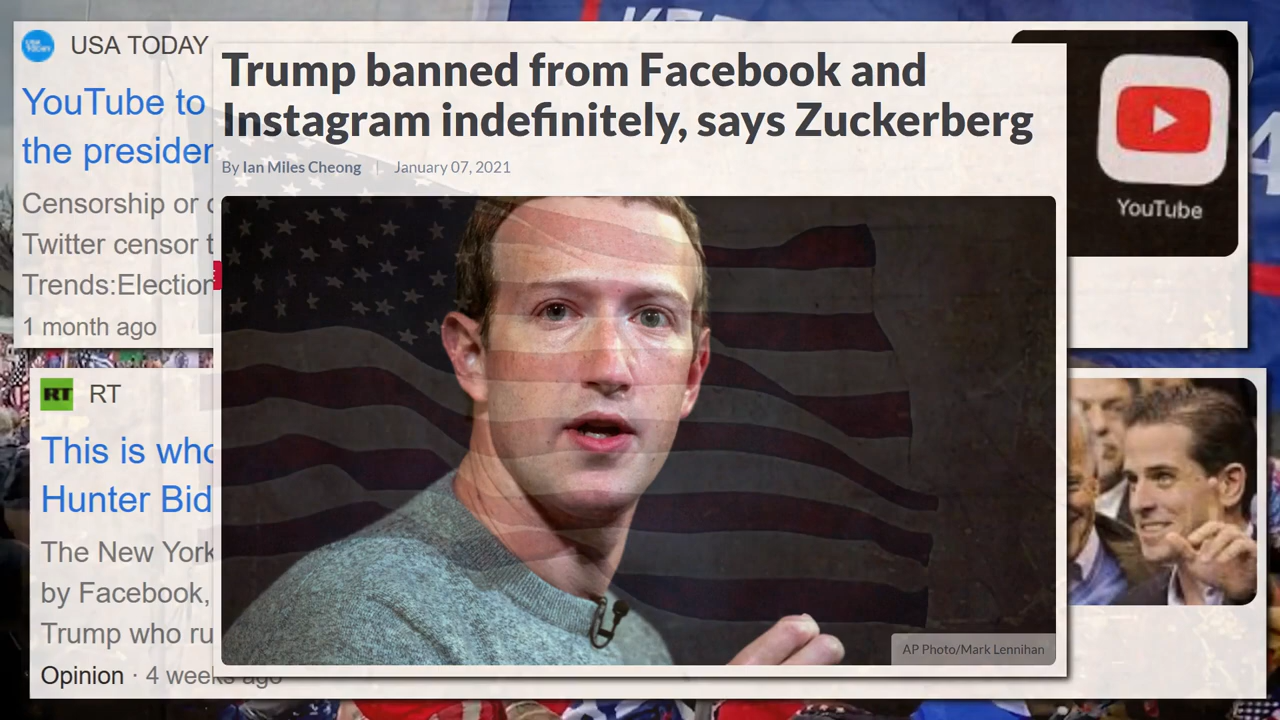 USA TODAY
YouTube to
the presiden
Censorship or
Twitter censor t
Trends:Election
1 month ago
Trump banned from Facebook and
Instagram indefinitely, says Zuckerberg
By Ian Miles Cheong | January 07, 2021
YouTube
AP Photo/Mark Lennihan
RT
RT
This is who
Hunter Bid
The New York
by Facebook,
Trump who ru
Opinion · 4 weeks ago